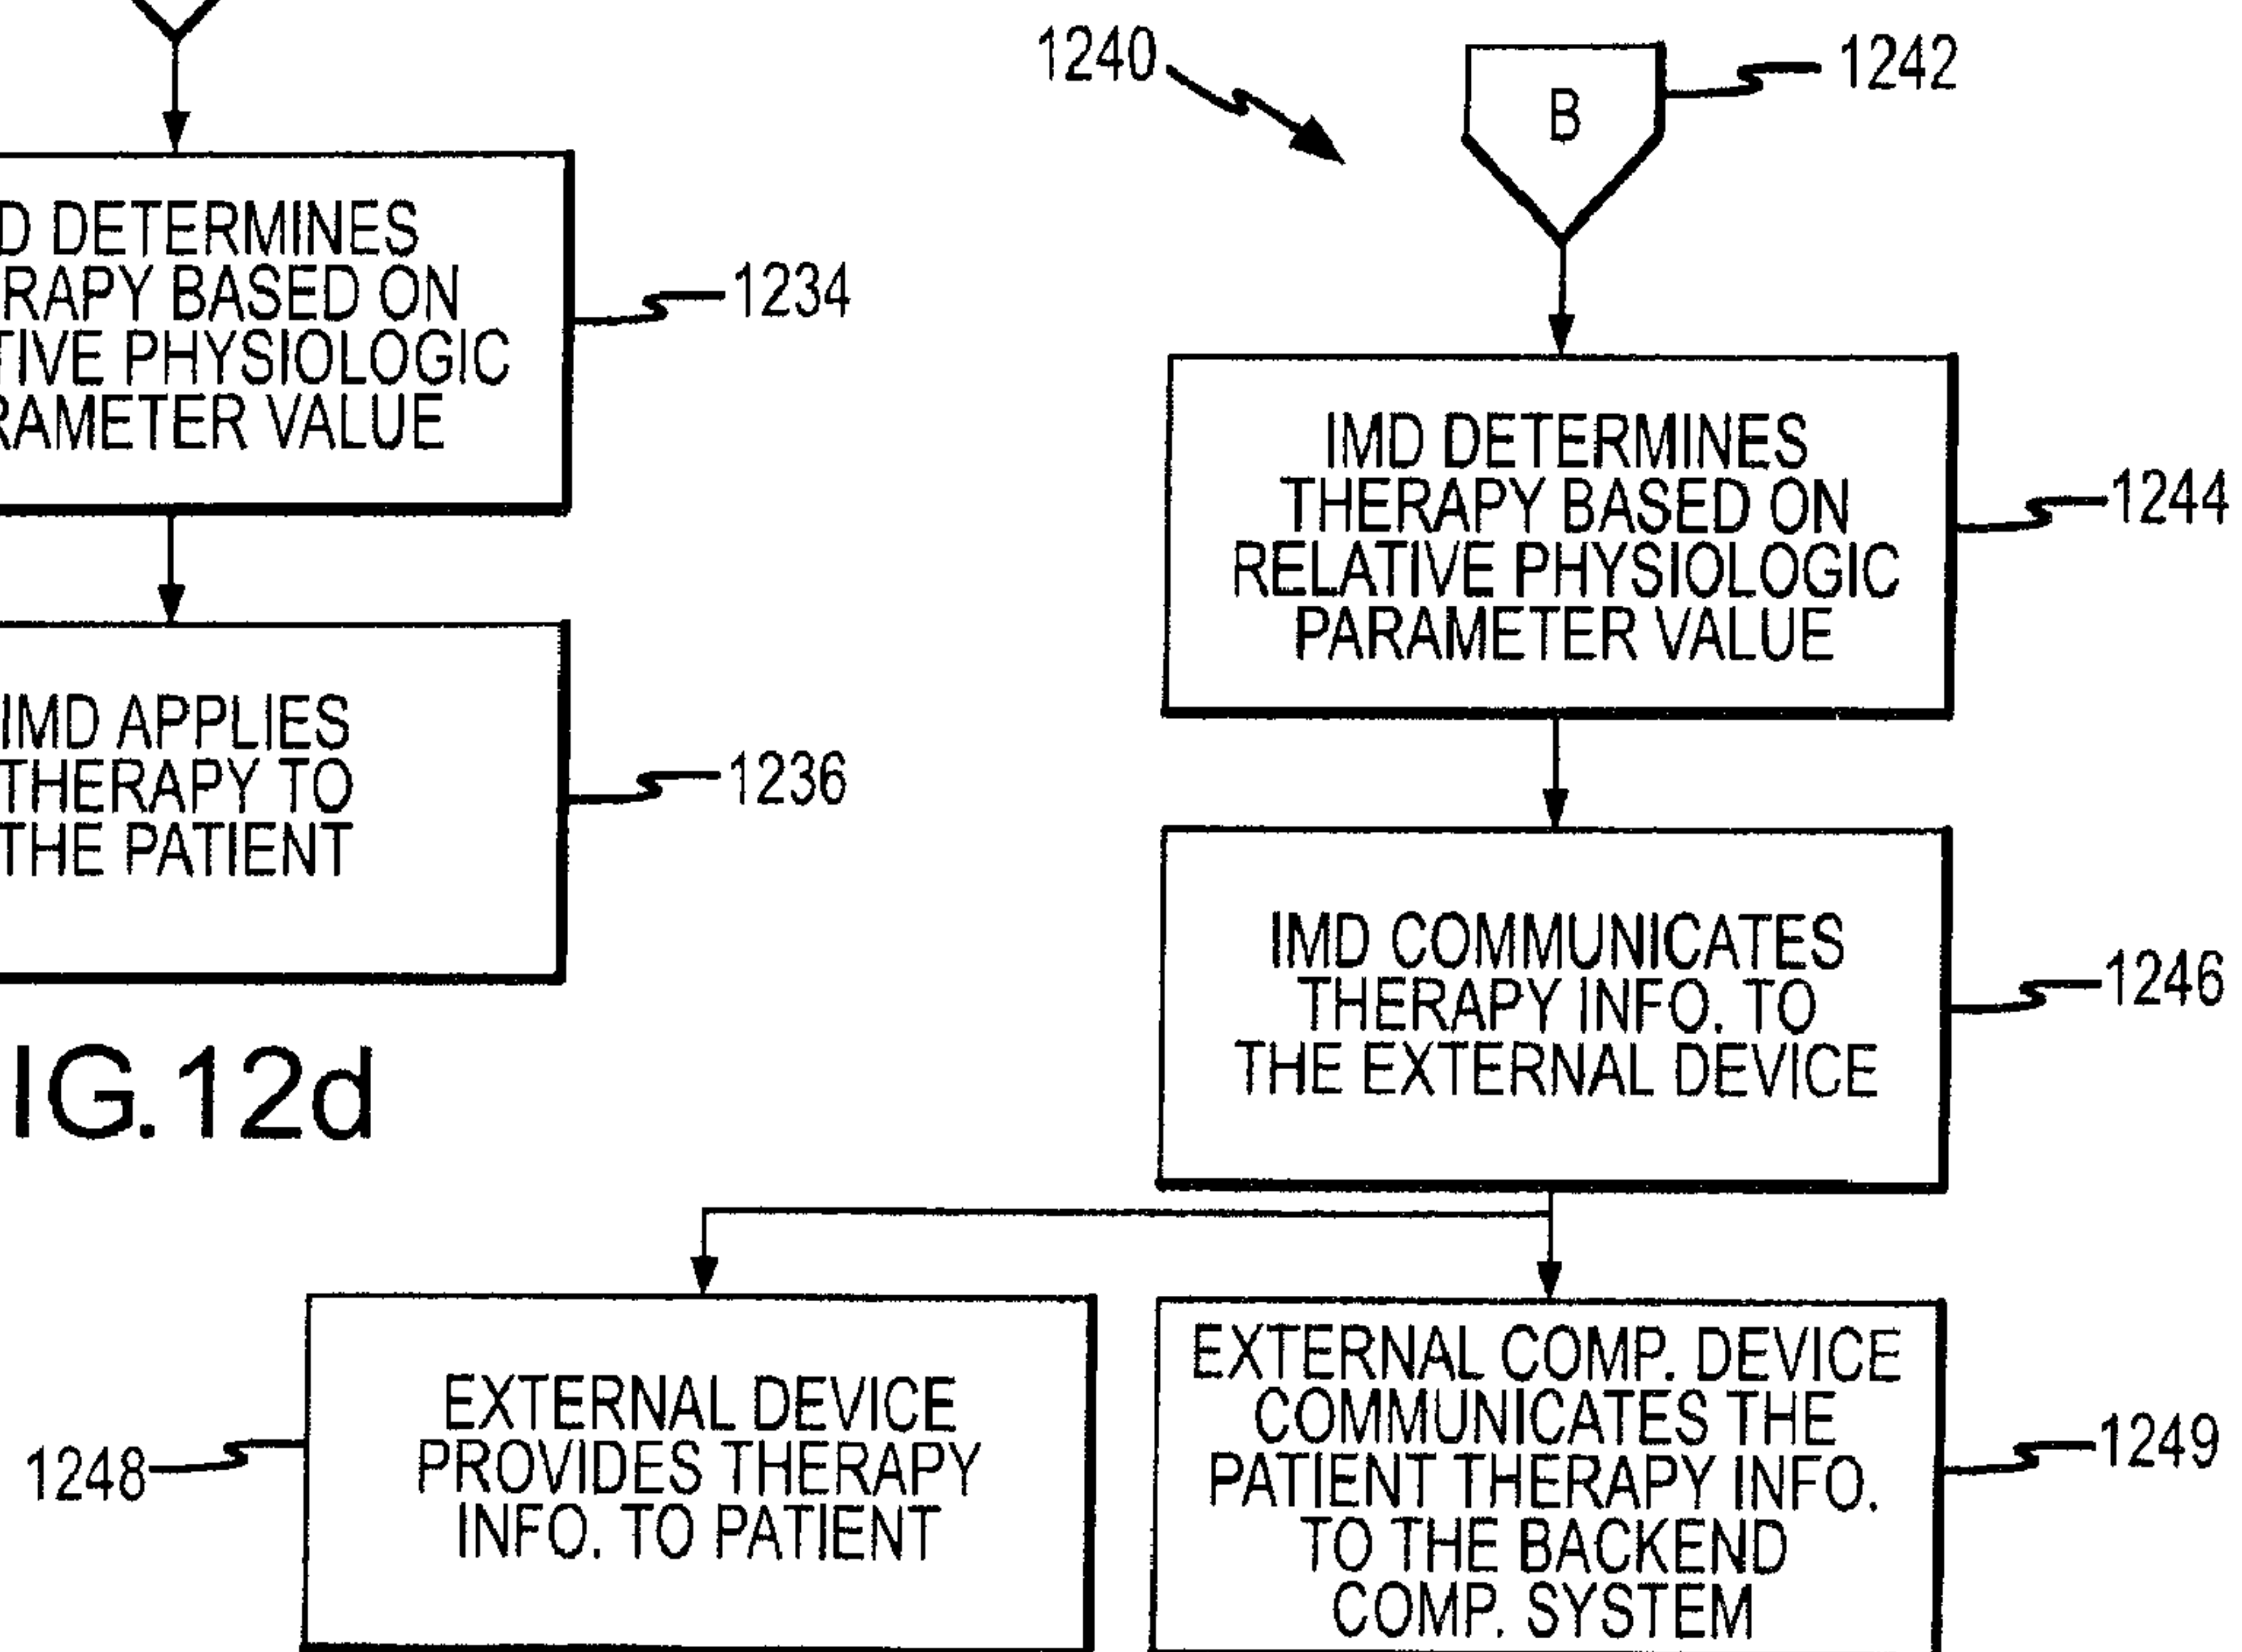 DETERMINES
BASED ON
PHYSIOLOGIC
VALUE
1234
IMD APPLIES
THERAPY TO
THE PATIENT
1236
IG.12d
1240
B
1242
IMD DETERMINES
THERAPY BASED ON
RELATIVE PHYSIOLOGIC
PARAMETER VALUE
1244
IMD COMMUNICATES
THERAPY INFO. TO
THE EXTERNAL DEVICE
1246
1248
EXTERNAL DEVICE
PROVIDES THERAPY
INFO. TO PATIENT
EXTERNAL COMP. DEVICE
COMMUNICATES THE
PATIENT THERAPY INFO.
TO THE BACKEND
COMP. SYSTEM
1249